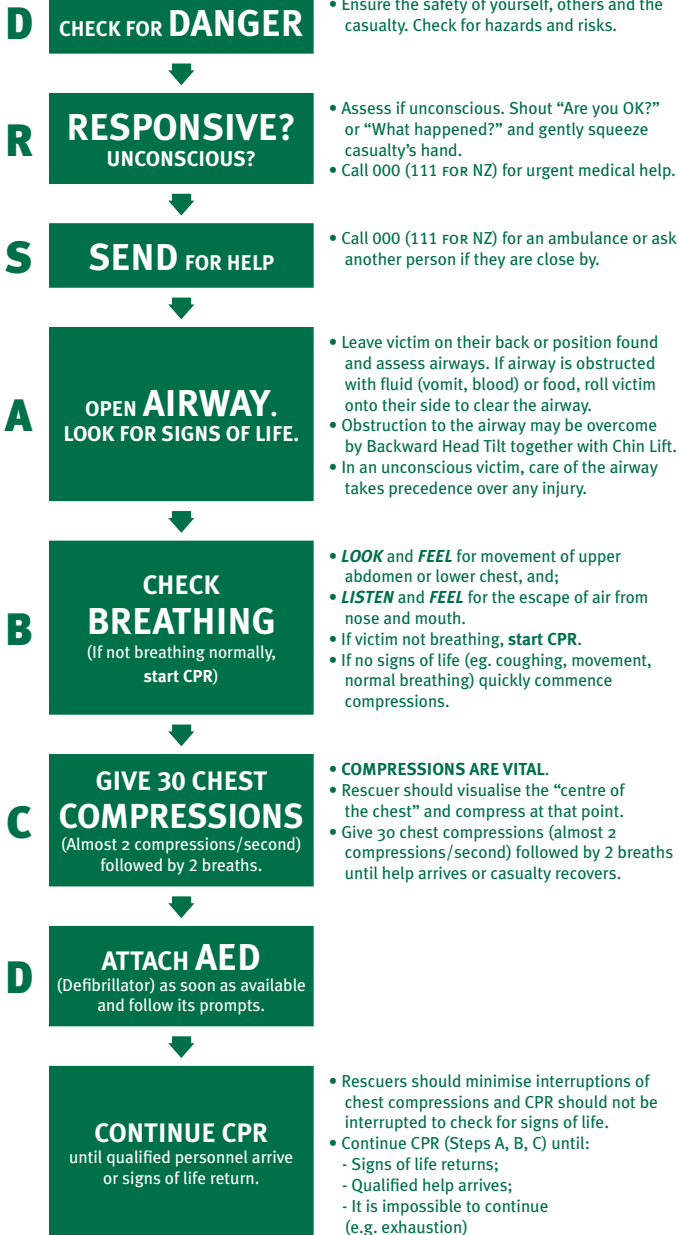 D
CHECK FOR DANGER
• Ensure the safety of yourself, others and the
casualty. Check for hazards and risks.
R
RESPONSIVE?
UNCONSCIOUS?
• Assess if unconscious. Shout “Are you OK?”
or “What happened?” and gently squeeze
casualty’s hand.
• Call 000 (111 FOR NZ) for urgent medical help.
S
SEND FOR HELP
• Call 000 (111 FOR NZ) for an ambulance or ask
another person if they are close by.
A
OPEN AIRWAY.
LOOK FOR SIGNS OF LIFE.
• Leave victim on their back or position found
and assess airways. If airway is obstructed
with fluid (vomit, blood) or food, roll victim
onto their side to clear the airway.
• Obstruction to the airway may be overcome
by Backward Head Tilt together with Chin Lift.
• In an unconscious victim, care of the airway
takes precedence over any injury.
B
CHECK
BREATHING
(If not breathing normally,
start CPR)
• LOOK and FEEL for movement of upper
abdomen or lower chest, and;
• LISTEN and FEEL for the escape of air from
nose and mouth.
• If victim not breathing, start CPR.
• If no signs of life (eg. coughing, movement,
normal breathing) quickly commence
compressions.
C
GIVE 30 CHEST
COMPRESSIONS
(Almost 2 compressions/second)
followed by 2 breaths.
• COMPRESSIONS ARE VITAL.
• Rescuer should visualise the “centre of
the chest” and compress at that point.
• Give 30 chest compressions (almost 2
compressions/second) followed by 2 breaths
until help arrives or casualty recovers.
D
ATTACH AED
(Defibrillator) as soon as available
and follow its prompts.
CONTINUE CPR
until qualified personnel arrive
or signs of life return.
• Rescuers should minimise interruptions of
chest compressions and CPR should not be
interrupted to check for signs of life.
• Continue CPR (Steps A, B, C) until:
- Signs of life returns;
- Qualified help arrives;
- It is impossible to continue
(e.g. exhaustion)